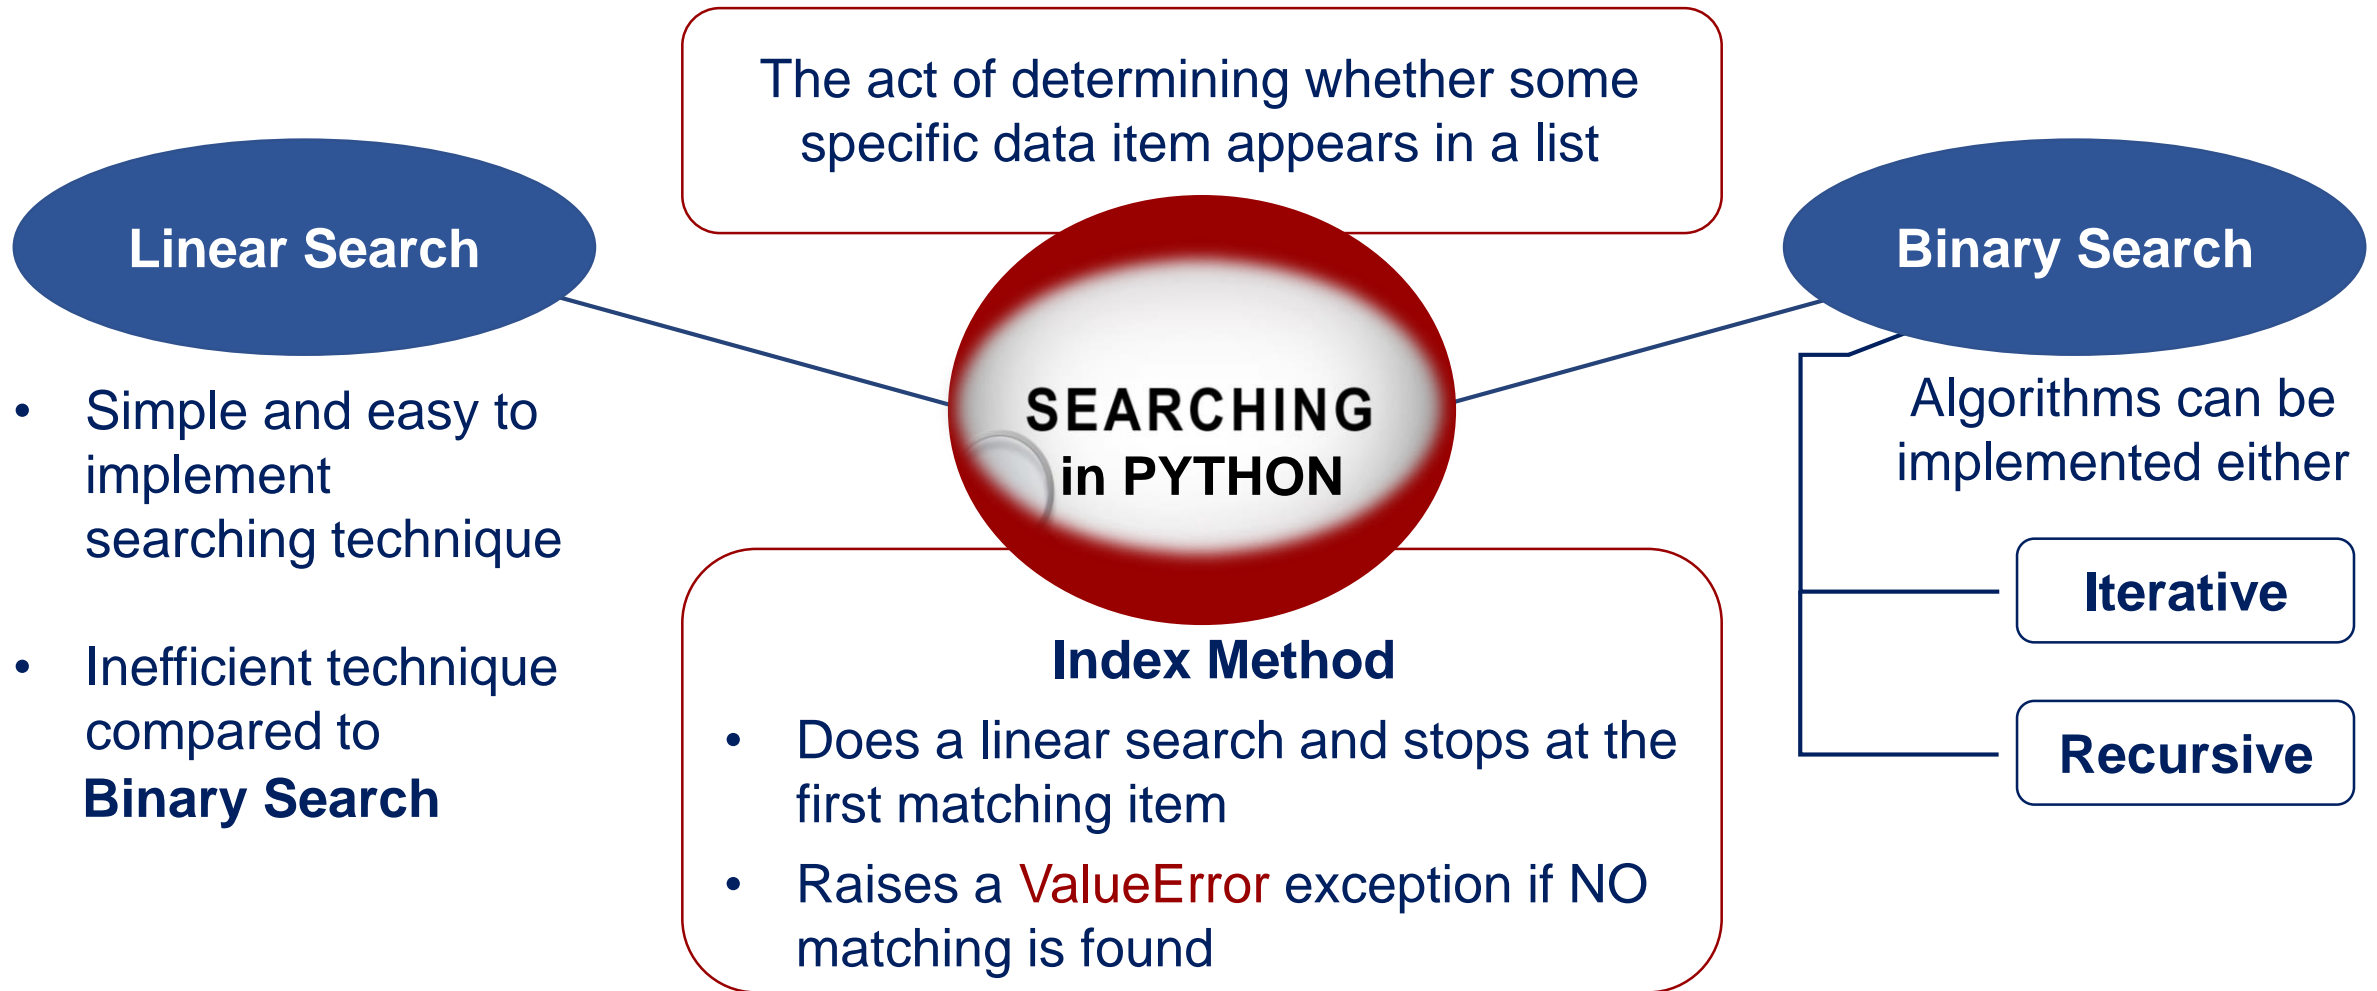 The act of determining whether some
specific data item appears in a list
Linear Search
• Simple and easy to
implement
searching technique
• Inefficient technique
compared to
Binary Search
SEARCHING
in PYTHON
Index Method
• Does a linear search and stops at the
first matching item
• Raises a ValueError exception if NO
matching is found
Binary Search
Algorithms can be
implemented either
Iterative
Recursive